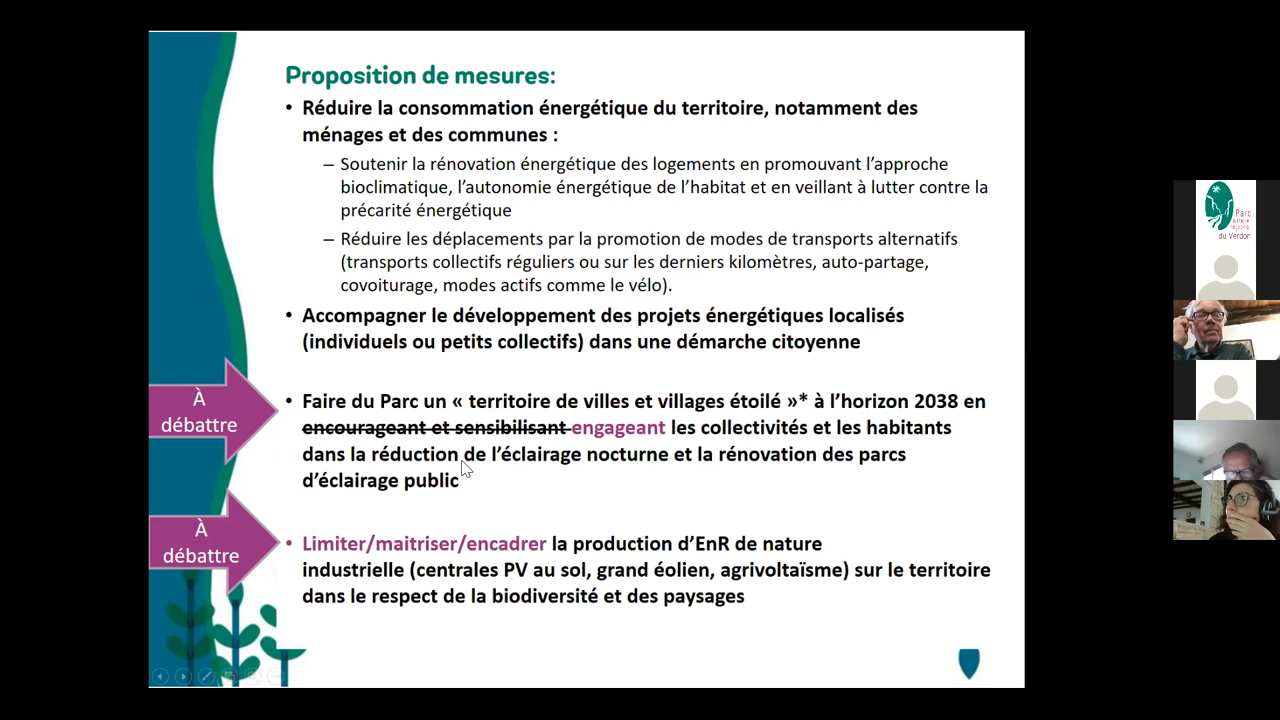 Proposition de mesures:
• Réduire la consommation énergétique du territoire, notamment des
ménages et des communes :
– Soutenir la rénovation énergétique des logements en promouvant l’approche
bioclimatique, l’autonomie énergétique de l’habitat et en veillant à lutter contre la
précarité énergétique
– Réduire les déplacements par la promotion de modes de transports alternatifs
(transports collectifs réguliers ou sur les derniers kilomètres, auto-partage,
covoiturage, modes actifs comme le vélo).
• Accompagner le développement des projets énergétiques localisés
(individuels ou petits collectifs) dans une démarche citoyenne
À
débattre
• Faire du Parc un « territoire de villes et villages étoilé »* à l’horizon 2038 en
encourageant et sensibilisant engageant les collectivités et les habitants
dans la réduction de l’éclairage nocturne et la rénovation des parcs
d’éclairage public
À
débattre
• Limiter/maitriser/encadrer la production d’EnR de nature
industrielle (centrales PV au sol, grand éolien, agrivoltaïsme) sur le territoire
dans le respect de la biodiversité et des paysages
Parc
naturel
régional
du Verdon